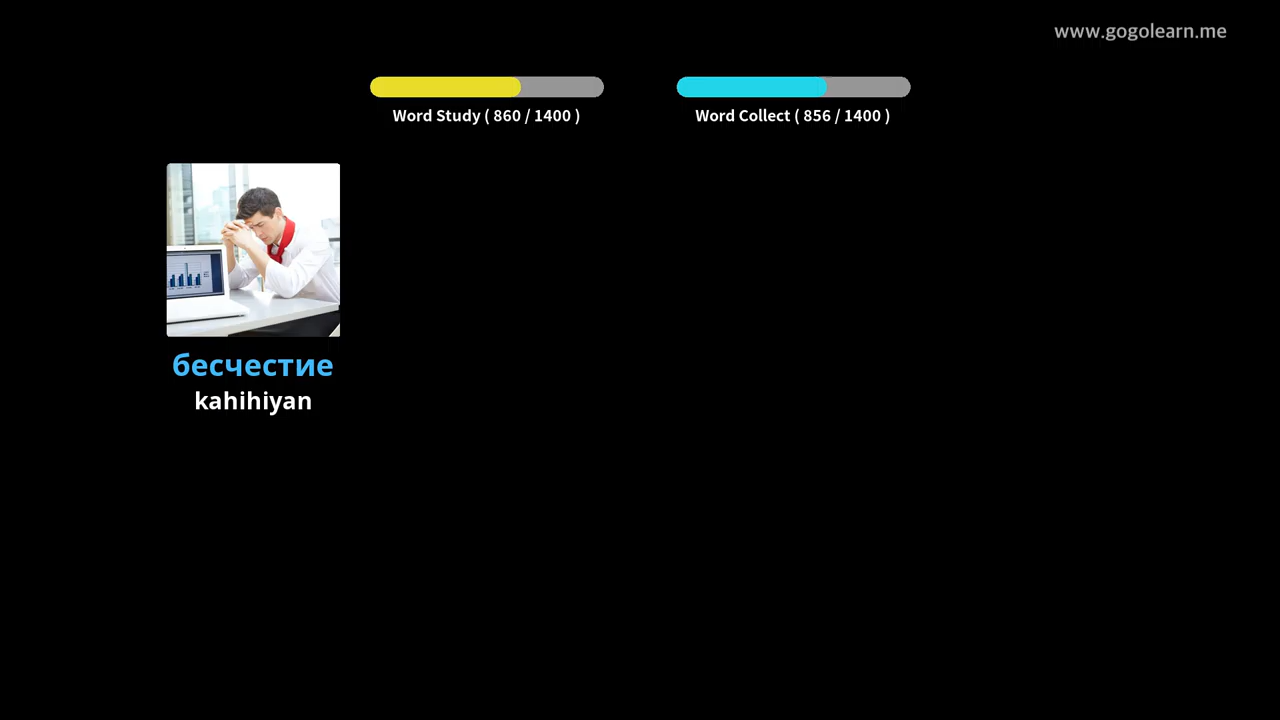 www.gogolearn.me
Word Study ( 860 / 1400 )
Word Collect ( 856 / 1400 )
бесчестие
kahihiyan